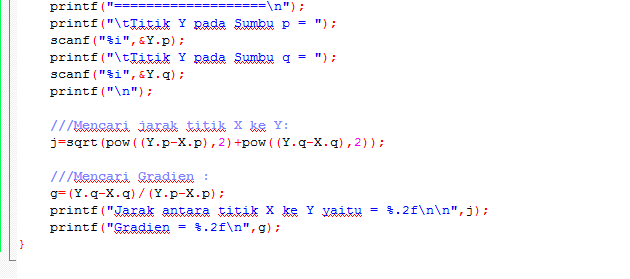 printf("===================\n");
printf("\tTitik Y pada Sumbu p = ");
scanf("%i",&Y.p);
printf("\tTitik Y pada Sumbu q = ");
scanf("%i",&Y.q);
printf("\n");
///Mencari jarak titik X ke Y:
j=sqrt(pow((Y.p-X.p),2)+pow((Y.q-X.q),2));
///Mencari Gradien :
g=(Y.q-X.q)/(Y.p-X.p);
printf("Jarak antara titik X ke Y yaitu = %.2f\n\n",j);
printf("Gradien = %.2f\n",g);
}